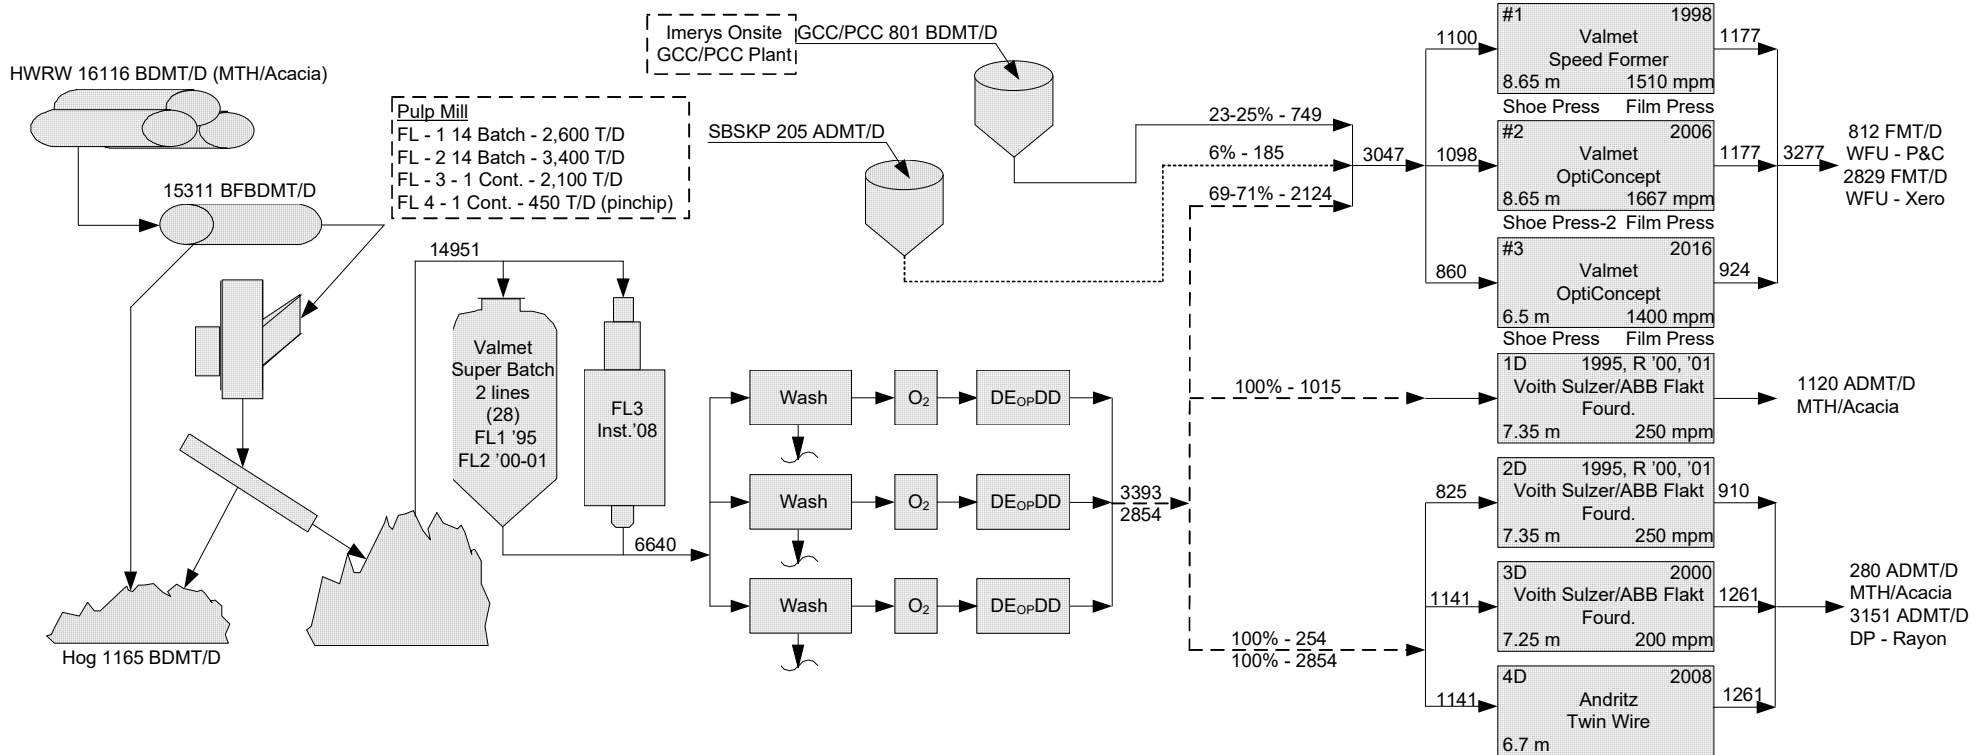 HWRW 16116 BDMT/D (MTH/Acacia)
15311 BFBDMT/D
Hog 1165 BDMT/D
Pulp Mill
FL - 1 14 Batch - 2,600 T/D
FL - 2 14 Batch - 3,400 T/D
FL - 3 - 1 Cont. - 2,100 T/D
FL 4 - 1 Cont. - 450 T/D (pinchip)
14951
Valmet
Super Batch
2 lines
(28)
FL1 '95
FL2 '00-01
FL3
Inst.'08
6640
Imerys Onsite
GCC/PCC Plant
GCC/PCC 801 BDMT/D
SBSKP 205 ADMT/D
Wash
O₂
DE_OPDD
Wash
O₂
DE_OPDD
Wash
O₂
DE_OPDD
3393
2854
23-25% - 749
6% - 185
69-71% - 2124
3047
100% - 1015
100% - 254
100% - 2854
1100
#1 1998
Valmet
Speed Former
8.65 m 1510 mpm
Shoe Press Film Press
1177
1098
#2 2006
Valmet
OptiConcept
8.65 m 1667 mpm
Shoe Press-2 Film Press
1177
860
#3 2016
Valmet
OptiConcept
6.5 m 1400 mpm
Shoe Press Film Press
924
3277
812 FMT/D
WFU - P&C
2829 FMT/D
WFU - Xero
1D 1995, R '00, '01
Voith Sulzer/ABB Flakt
Fourd.
7.35 m 250 mpm
1120 ADMT/D
MTH/Acacia
825
2D 1995, R '00, '01
Voith Sulzer/ABB Flakt
Fourd.
7.35 m 250 mpm
910
1141
3D 2000
Voith Sulzer/ABB Flakt
Fourd.
7.25 m 200 mpm
1261
1141
4D 2008
Andritz
Twin Wire
6.7 m
1261
280 ADMT/D
MTH/Acacia
3151 ADMT/D
DP - Rayon